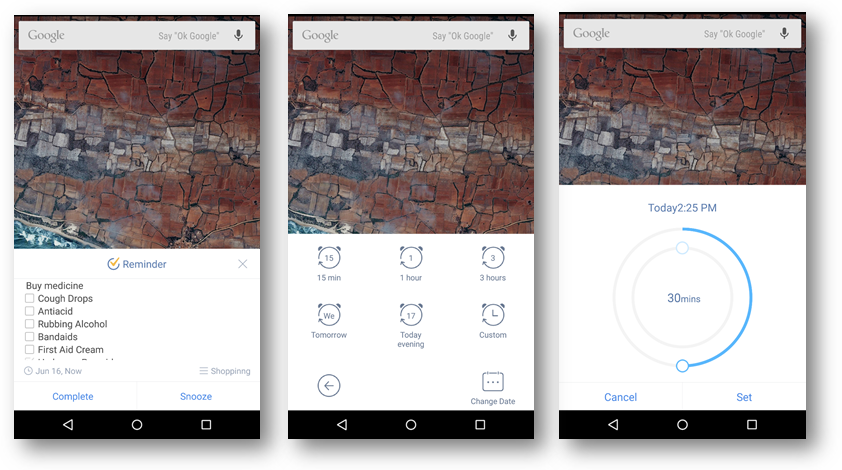 Google Say "Ok Google"
Reminder
Buy medicine
Cough Drops
Antiacid
Rubbing Alcohol
Bandaids
First Aid Cream
Jun 16, Now
Shoppinng
Complete
Snooze
Google Say "Ok Google"
15
1
3
15 min
1 hour
3 hours
We
17
Tomorrow
Today
evening
Custom
Change Date
Google Say "Ok Google"
Today2:25 PM
30mins
Cancel
Set